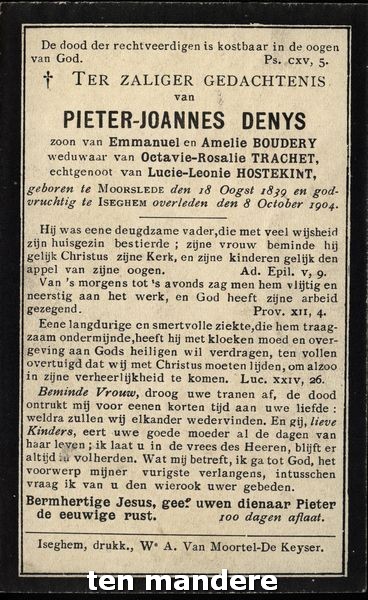 De dood der rechtveerdigen is kostbaar in de oogen
van God. Ps. CXV, 5.
† TER ZALIGER GEDACHTENIS
van
PIETER-JOANNES DENYS
zoon van Emmanuel en Amelie BOUDERY
weduwaar van Octavie-Rosalie TRACHET,
echtgenoot van Lucie-Leonie HOSTEKINT,
geboren te MOORSLEDE den 18 Oogst 1839 en god-
vruchtig te ISEGHEM overleden den 8 October 1904.
Hij was eene deugdzame vader, die met veel wijsheid
zijn huisgezin bestierde ; zijne vrouw beminde hij
gelijk Christus zijne Kerk, en zijne kinderen gelijk den
appel van zijne oogen. Ad. Epil. V, 9.
Van 's morgens tot 's avonds zag men hem vlijtig en
neerstig aan het werk, en God heeft zijne arbeid
gezegend. Prov. XII, 4.
Eene langdurige en smertvolle ziekte, die hem traag-
zaam ondermijnde, heeft hij met kloeken moed en over-
geving aan Gods heiligen wil verdragen, ten vollen
overtuigd dat wij met Christus moeten lijden, om alzoo
in zijne verheerlijkheid te komen. Luc. XXIV, 26.
Beminde Vrouw, droog uwe tranen af, de dood
ontrukt mij voor eenen korten tijd aan uwe liefde :
weldra zullen wij elkander wedervinden. En gij, lieve
Kinders, eert uwe goede moeder al de dagen van
haar leven ; ik laat u in de vrees des Heeren, blijft er
altijd in volherden. Wat mij betreft, ik ga tot God, het
voorwerp mijner vurigste verlangens, intusschen
vraag ik van u den wierook uwer gebeden.
Bermhertige Jesus, geef uwen dienaar Pieter
de eeuwige rust. 100 dagen aflaat.
Iseghem, drukk., We A. Van Moortel-De Keyser.
ten mandere